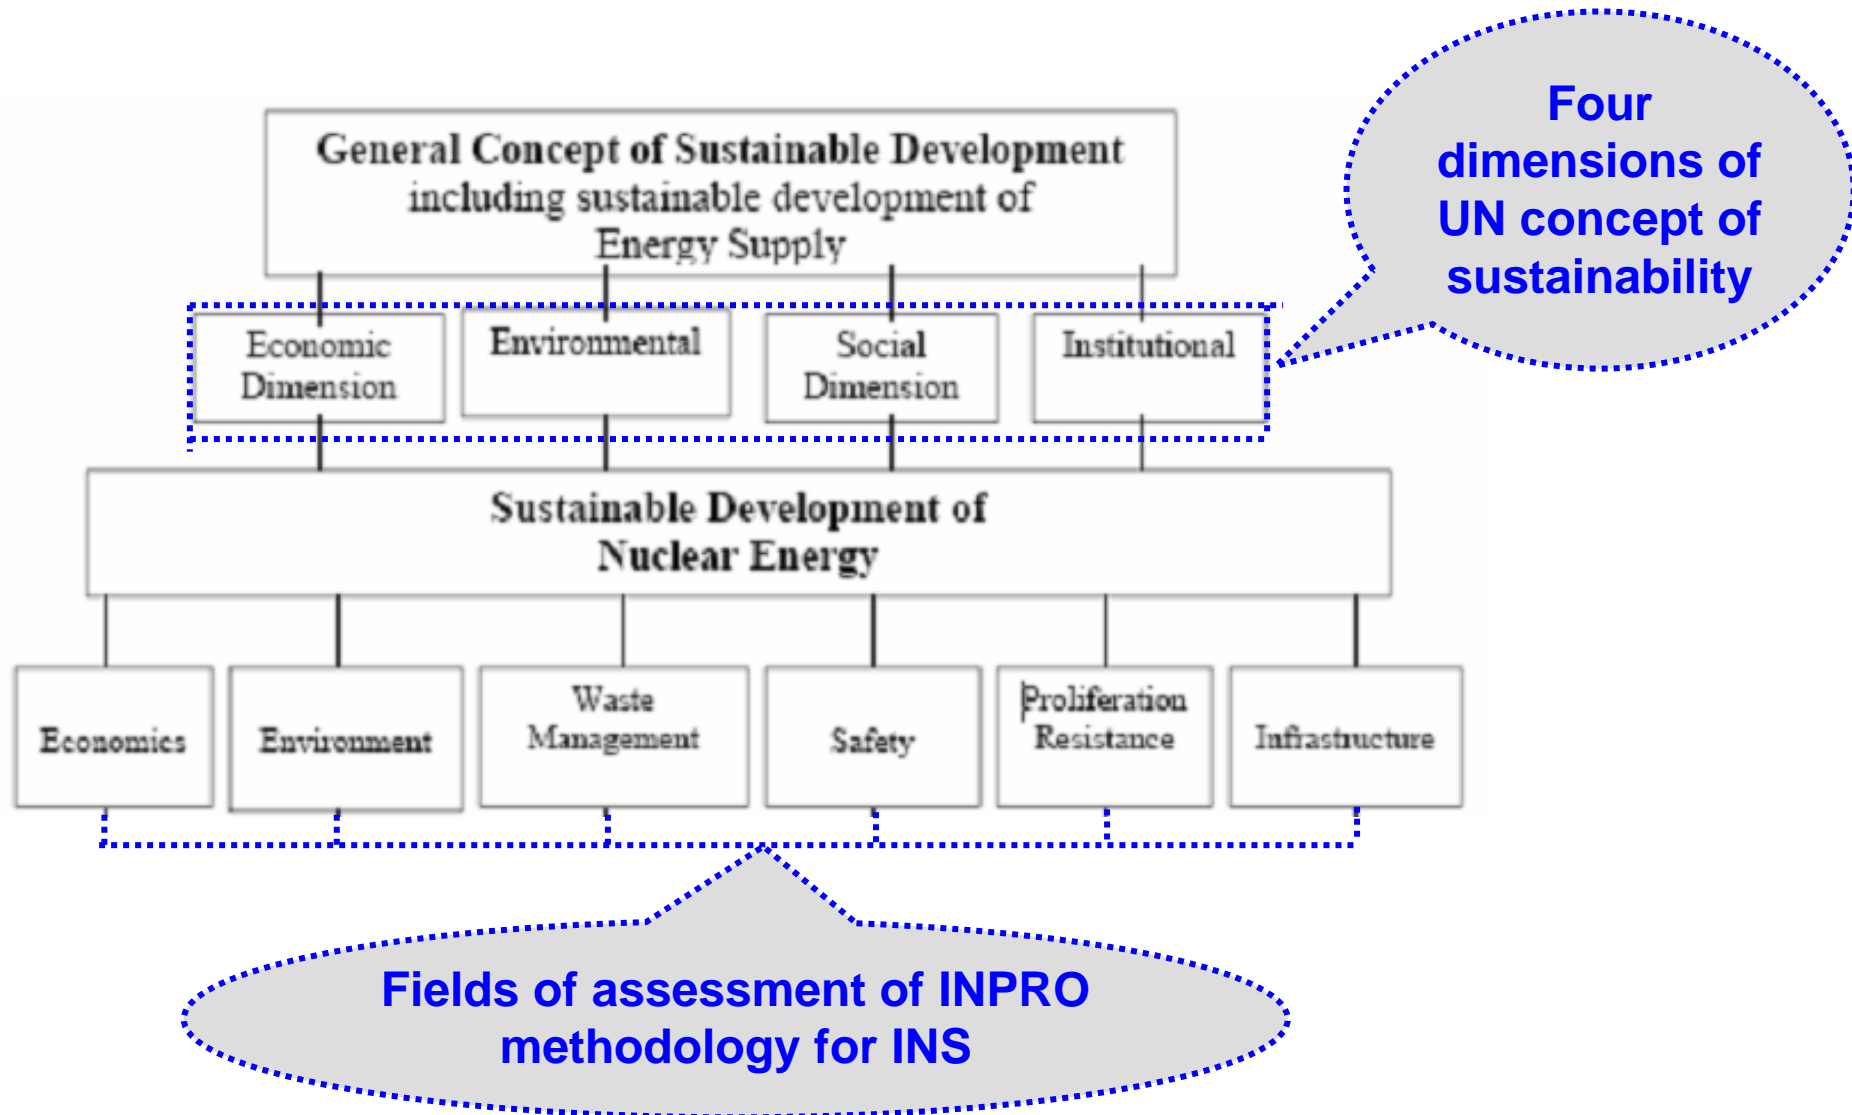 Four
dimensions of
UN concept of
sustainability
General Concept of Sustainable Development
including sustainable development of
Energy Supply
Economic
Dimension
Environmental
Social
Dimension
Institutional
Sustainable Development of
Nuclear Energy
Economics
Environment
Waste
Management
Safety
Proliferation
Resistance
Infrastructure
Fields of assessment of INPRO
methodology for INS